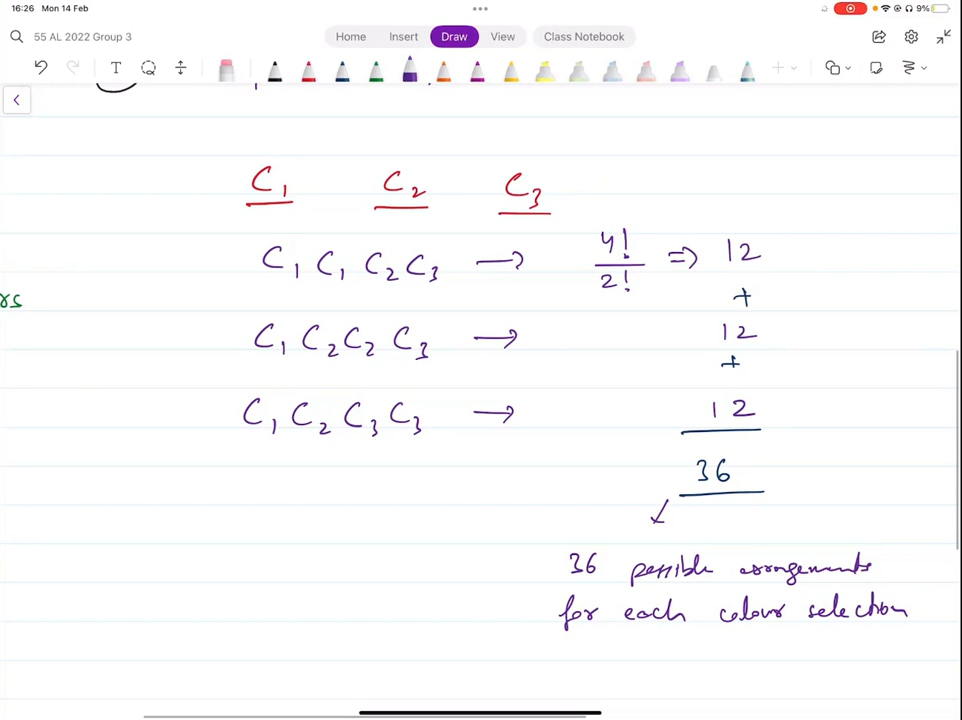 16:26 Mon 14 Feb
9%
55 AL 2022 Group 3
Home Insert Draw View Class Notebook
C₁ C₂ C₃
C₁ C₁ C₂ C₃ → 4!/2! ⇒ 12
rs
+
C₁ C₂ C₂ C₃ → 12
+
C₁ C₂ C₃ C₃ → 12
36
36 possible arrangements
for each colour selection